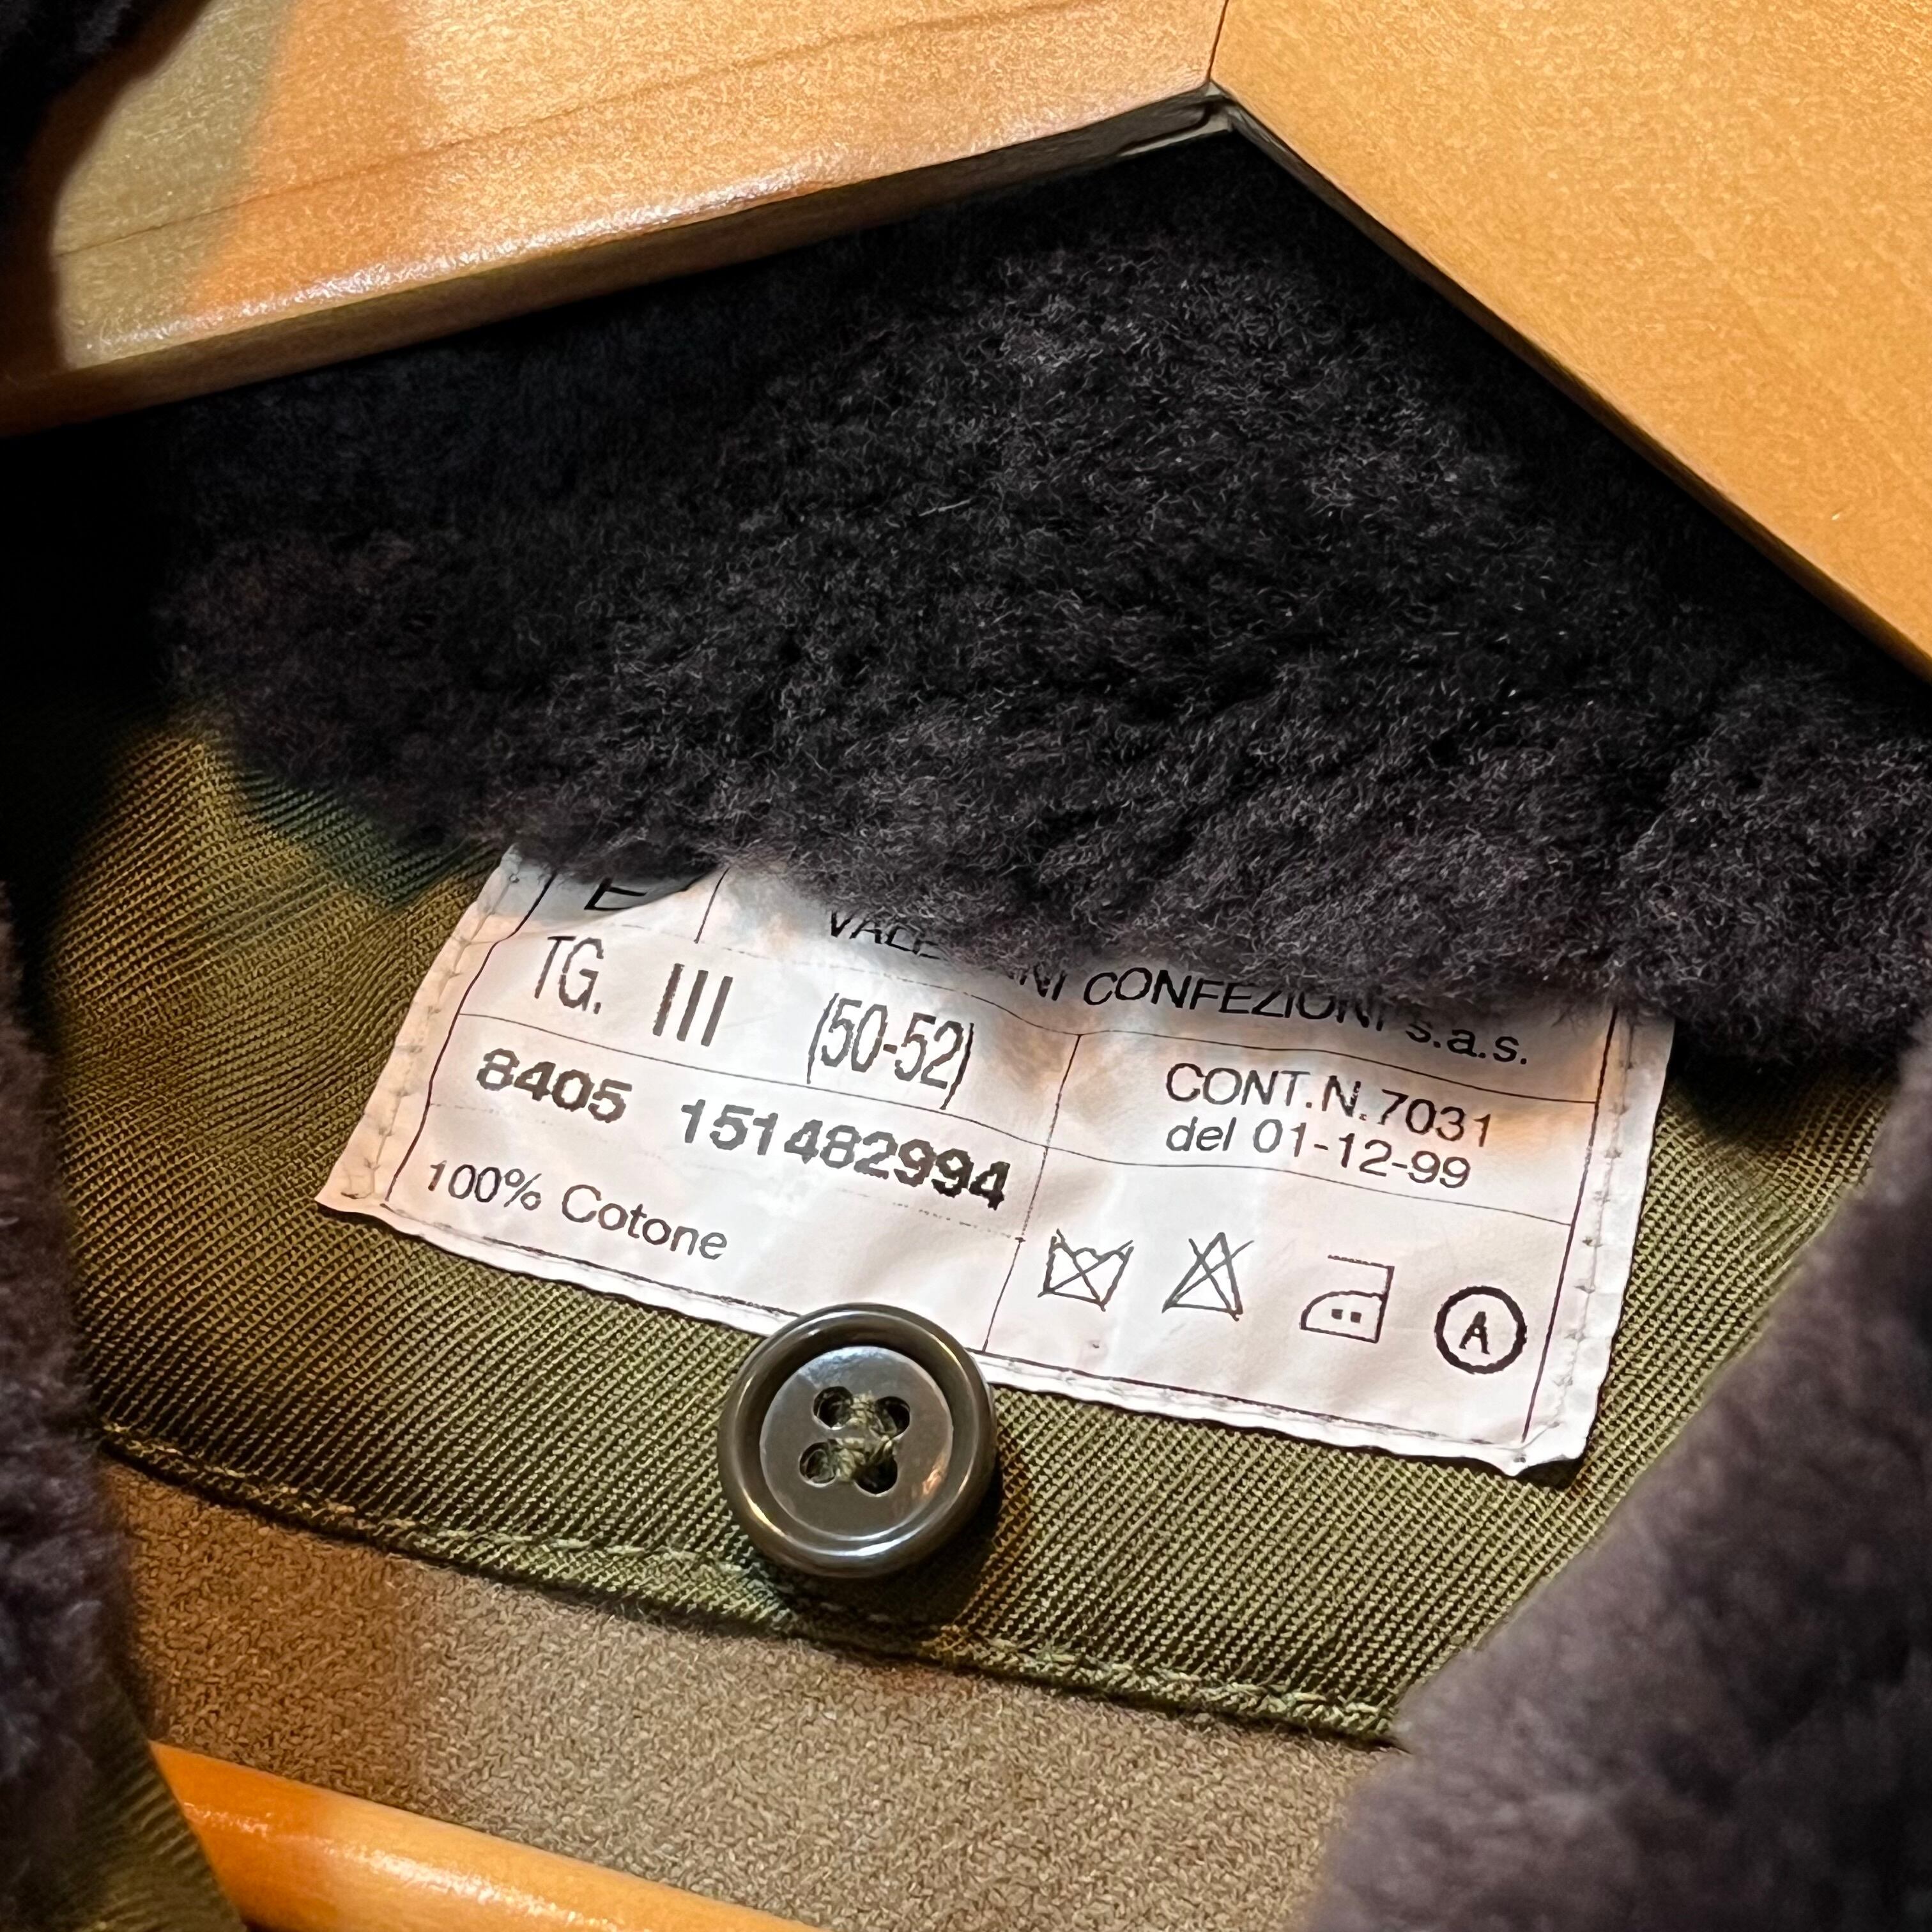 E
CONFEZIONI s.a.s.
TG. III (50-52)
CONT.N.7031
del 01-12-99
8405 151482994
100% Cotone
A